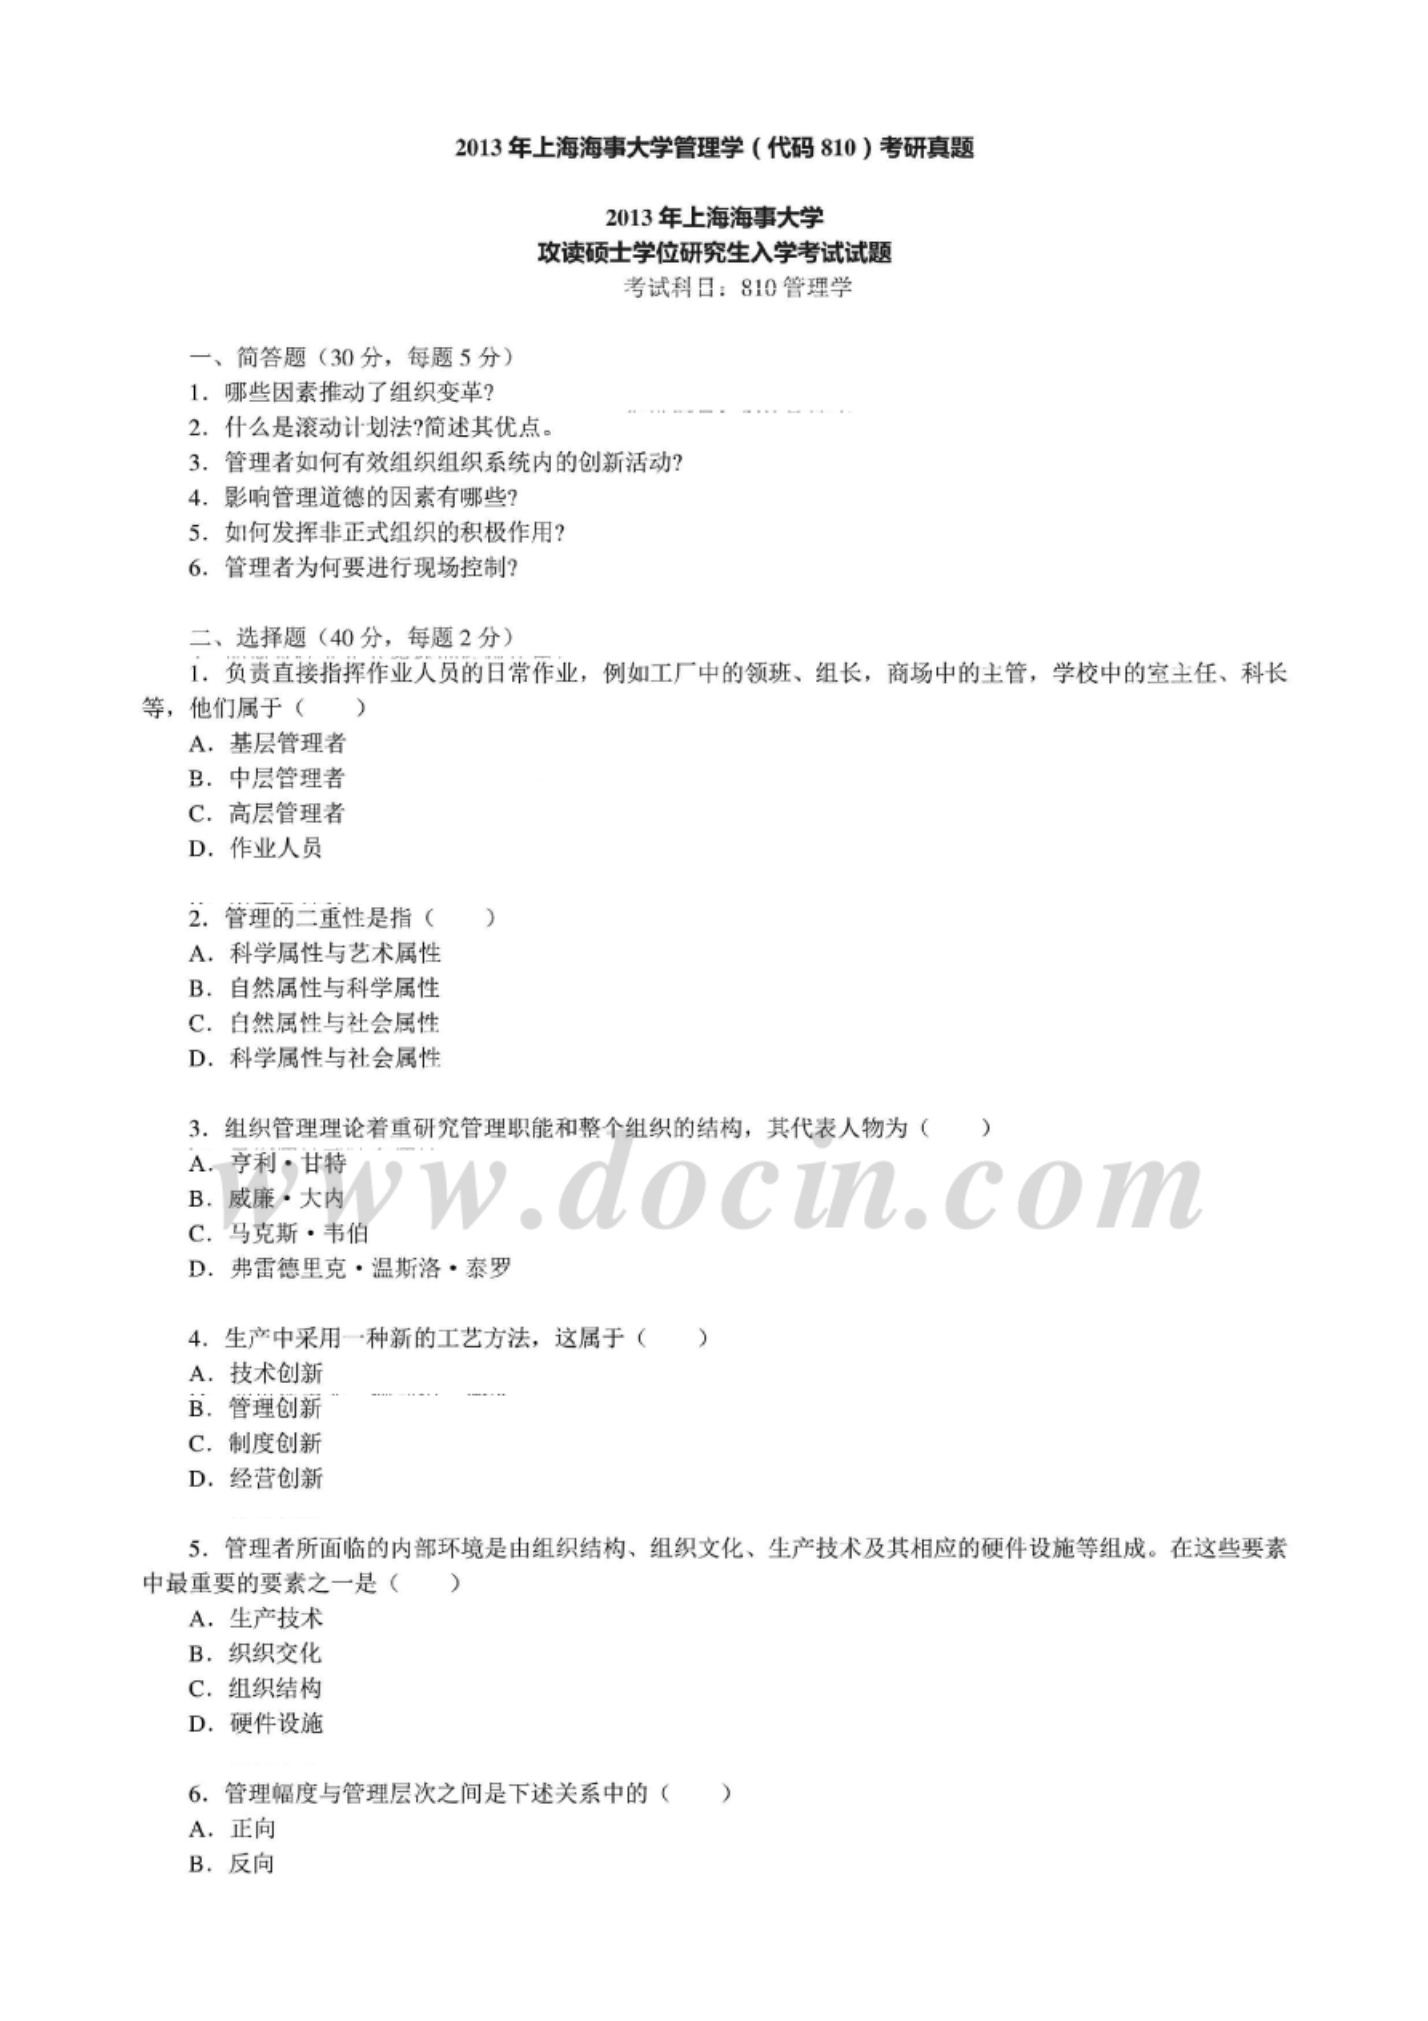 2013 年上海海事大学管理学（代码 810）考研真题
2013 年上海海事大学
攻读硕士学位研究生入学考试试题
考试科目：810 管理学
一、简答题（30 分，每题 5 分）
1．哪些因素推动了组织变革?
2．什么是滚动计划法?简述其优点。
3．管理者如何有效组织组织系统内的创新活动?
4．影响管理道德的因素有哪些?
5．如何发挥非正式组织的积极作用?
6．管理者为何要进行现场控制?
二、选择题（40 分，每题 2 分）
1．负责直接指挥作业人员的日常作业，例如工厂中的领班、组长，商场中的主管，学校中的室主任、科长
等，他们属于（　　）
A．基层管理者
B．中层管理者
C．高层管理者
D．作业人员
2．管理的二重性是指（　　）
A．科学属性与艺术属性
B．自然属性与科学属性
C．自然属性与社会属性
D．科学属性与社会属性
3．组织管理理论着重研究管理职能和整个组织的结构，其代表人物为（　　）
A．亨利·甘特
B．威廉·大内
C．马克斯·韦伯
D．弗雷德里克·温斯洛·泰罗
www.docin.com
4．生产中采用一种新的工艺方法，这属于（　　）
A．技术创新
B．管理创新
C．制度创新
D．经营创新
5．管理者所面临的内部环境是由组织结构、组织文化、生产技术及其相应的硬件设施等组成。在这些要素
中最重要的要素之一是（　　）
A．生产技术
B．织织交化
C．组织结构
D．硬件设施
6．管理幅度与管理层次之间是下述关系中的（　　）
A．正向
B．反向